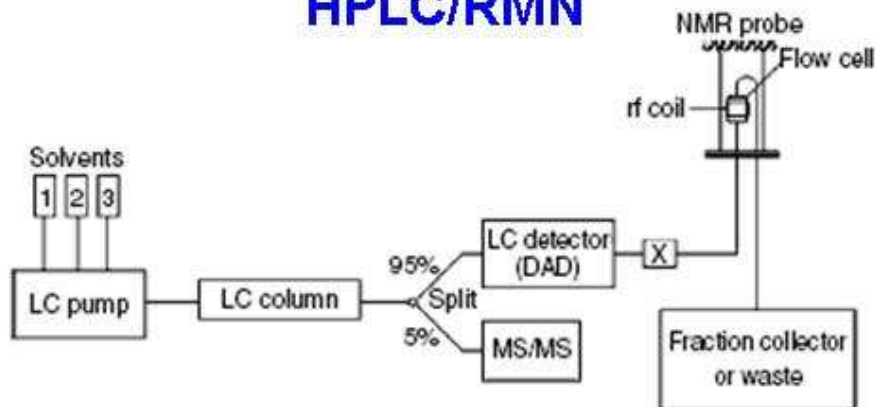 HPLC/RMN
NMR probe
Flow cell
rf coil
Solvents
1 2 3
LC pump
LC column
95%
Split
5%
LC detector
(DAD)
X
MS/MS
Fraction collector
or waste